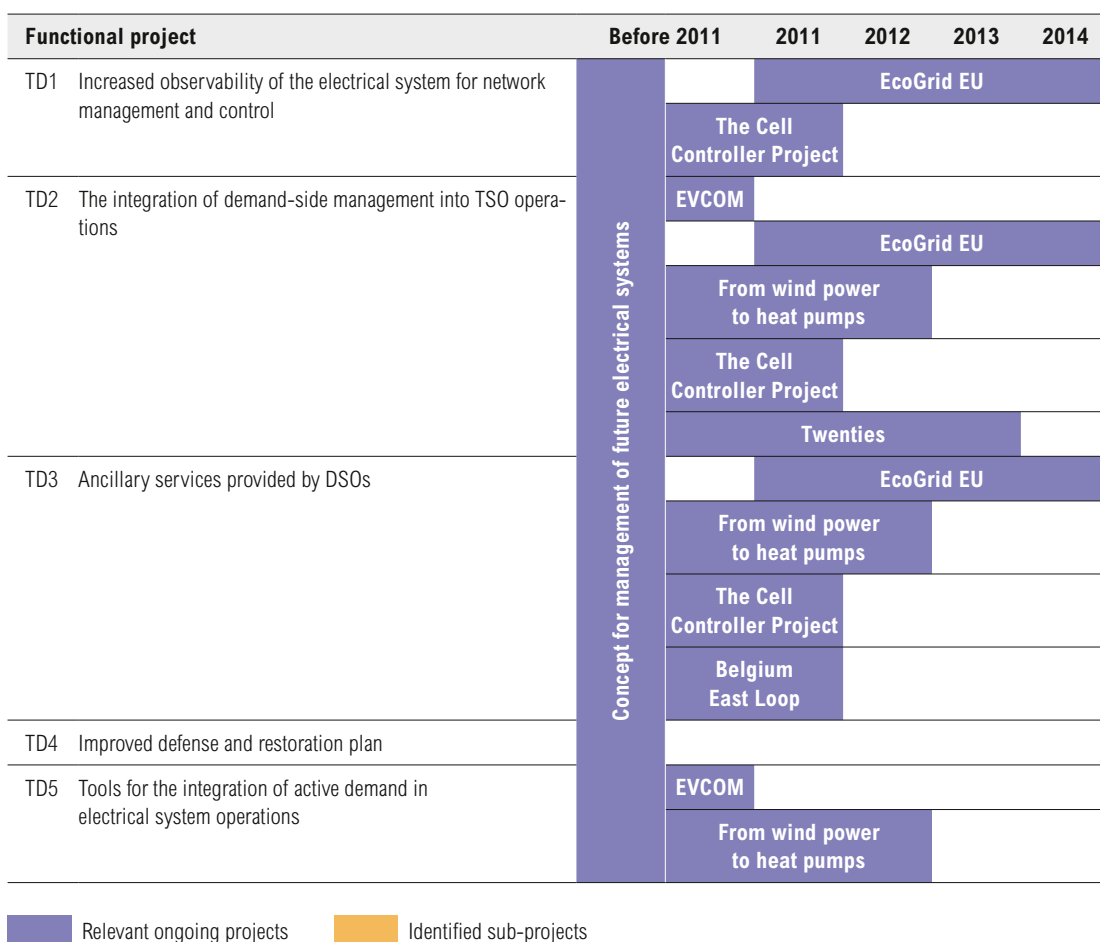 Functional project Before 2011 2011 2012 2013 2014
TD1 Increased observability of the electrical system for network
management and control
EcoGrid EU
The Cell
Controller Project
TD2 The integration of demand-side management into TSO opera-
tions
EVCOM
EcoGrid EU
From wind power
to heat pumps
The Cell
Controller Project
Twenties
Concept for management of future electrical systems
TD3 Ancillary services provided by DSOs
EcoGrid EU
From wind power
to heat pumps
The Cell
Controller Project
Belgium
East Loop
TD4 Improved defense and restoration plan
TD5 Tools for the integration of active demand in
electrical system operations
EVCOM
From wind power
to heat pumps
Relevant ongoing projects Identified sub-projects